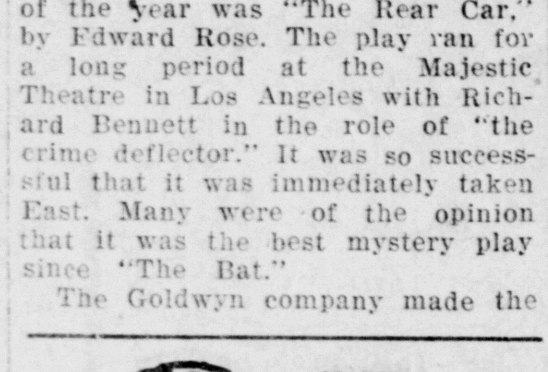 of the year was "The Rear Car,"
by Edward Rose. The play ran for
a long period at the Majestic
Theatre in Los Angeles with Rich-
ard Bennett in the role of "the
crime deflector." It was so success-
sful that it was immediately taken
East. Many were of the opinion
that it was the best mystery play
since "The Bat."
The Goldwyn company made the